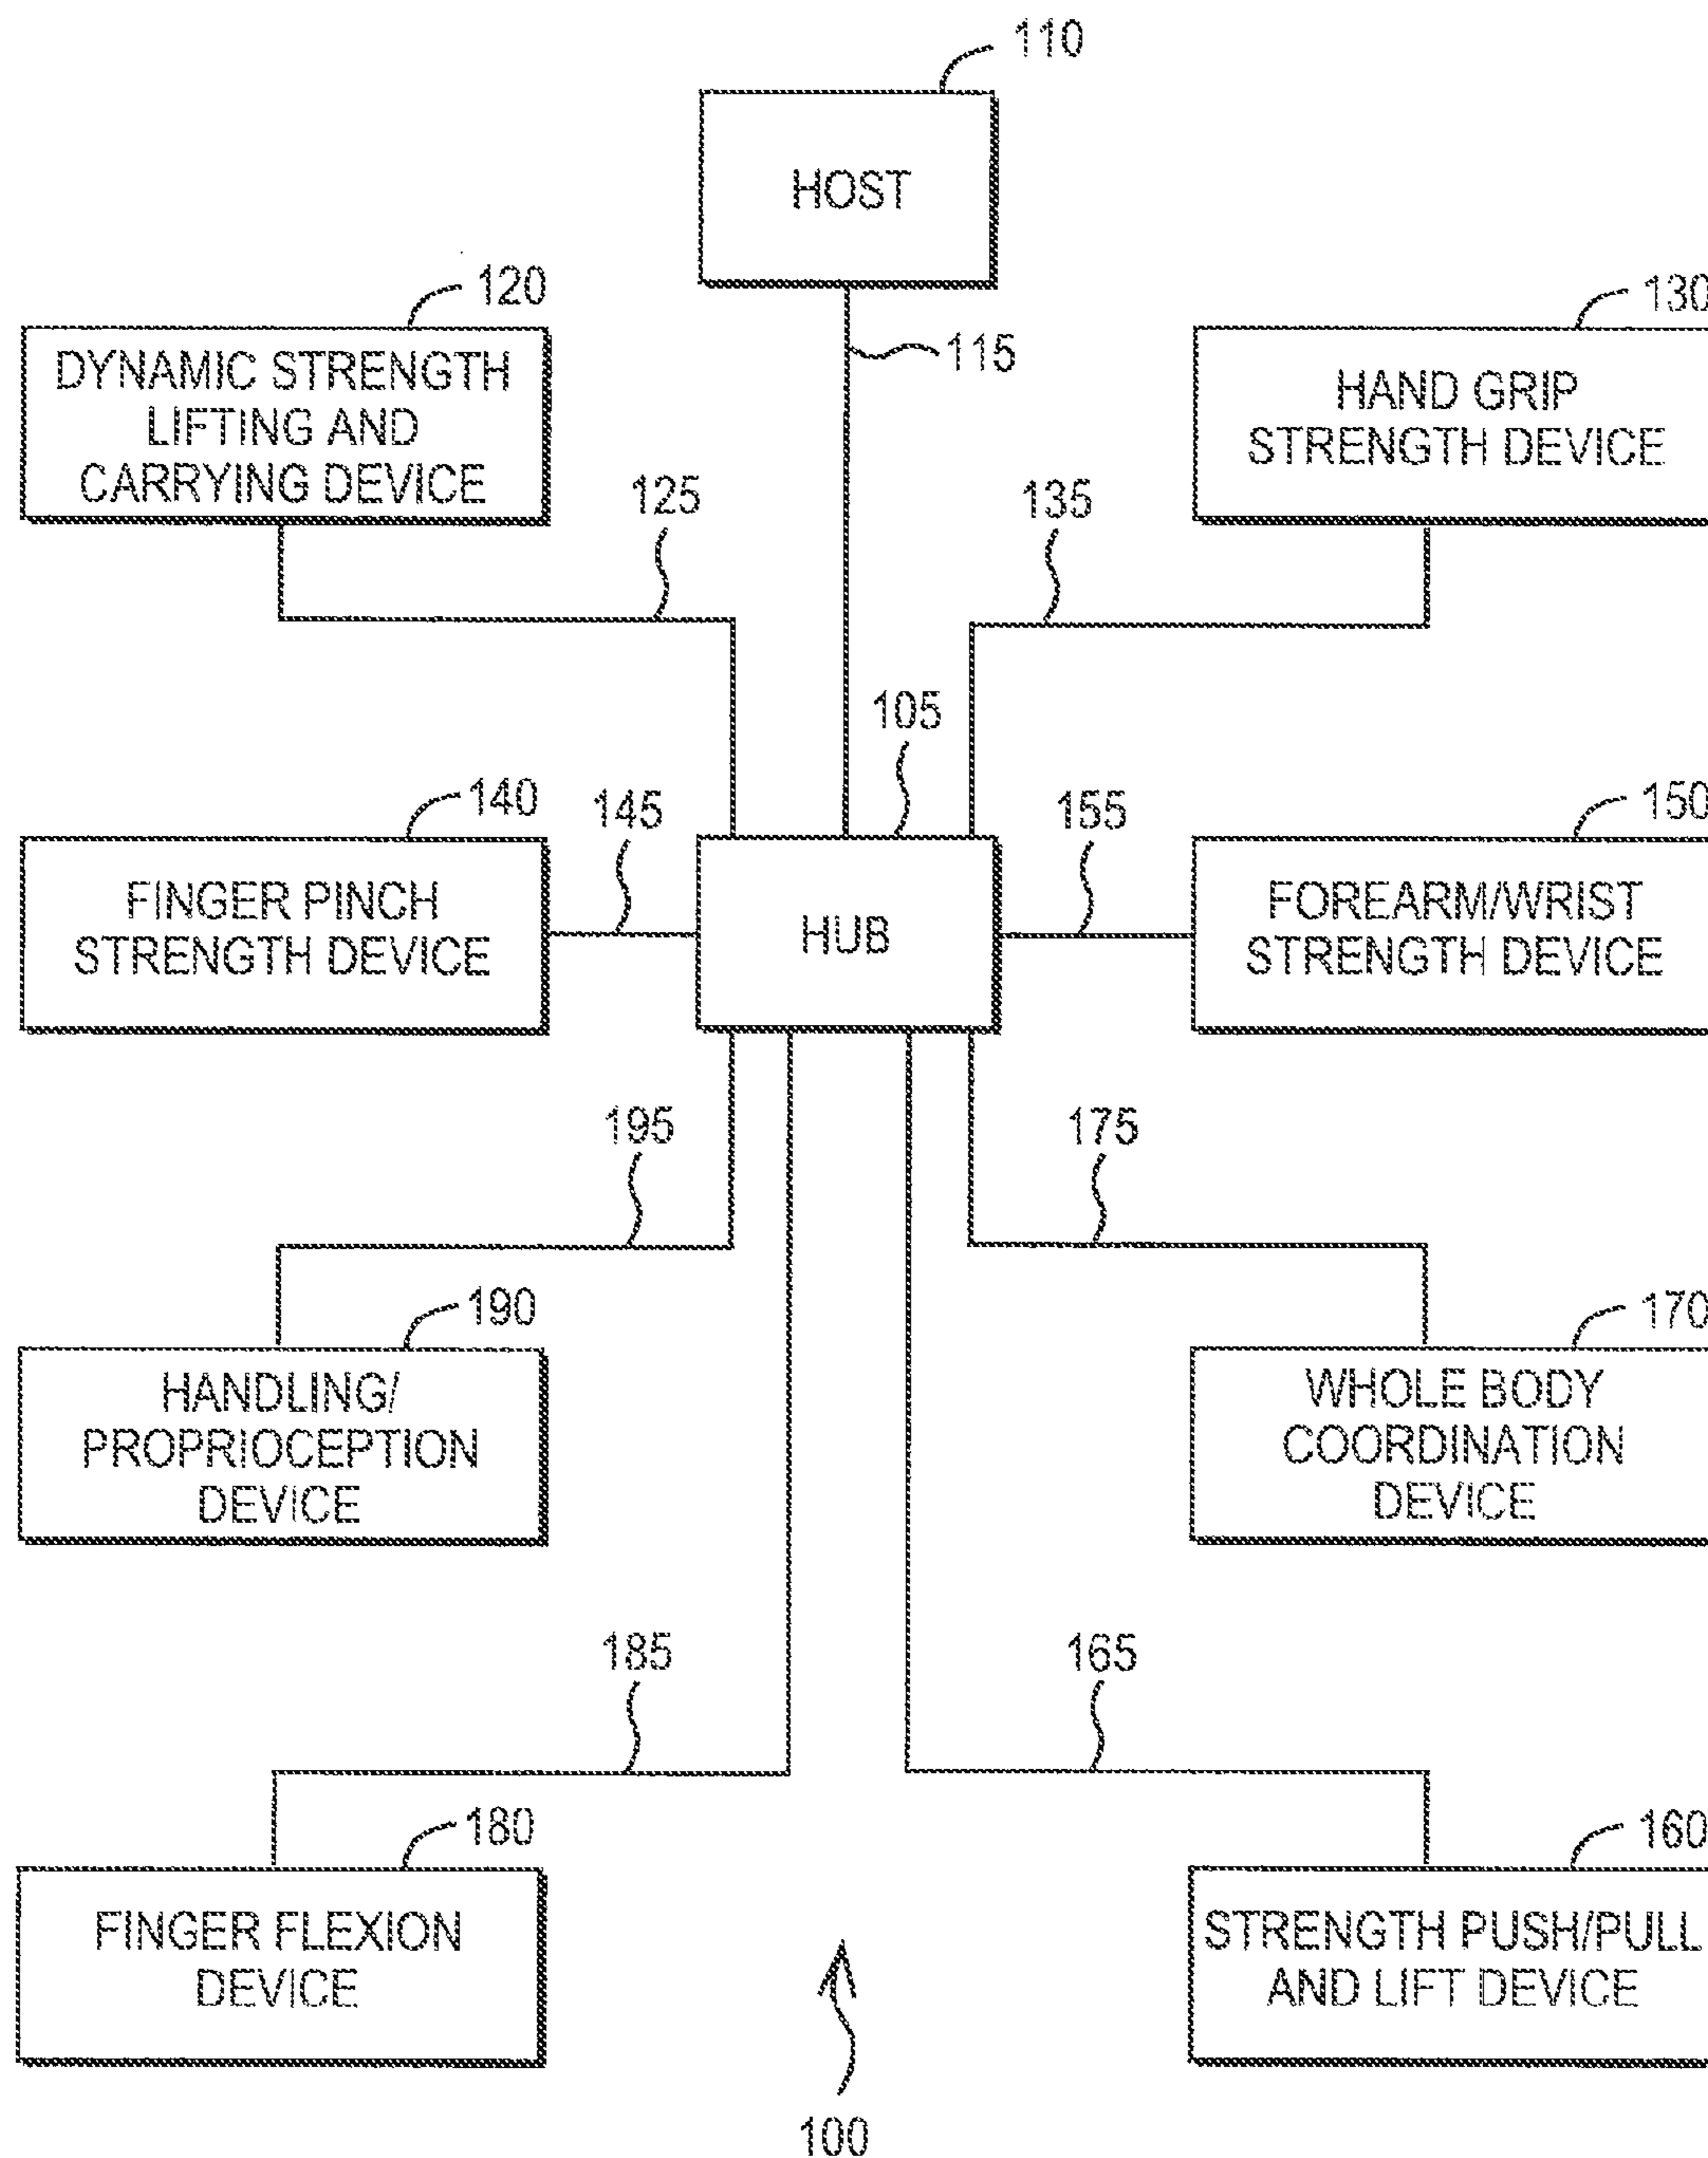 110
HOST
120
130
115
DYNAMIC STRENGTH
LIFTING AND
CARRYING DEVICE
HAND GRIP
STRENGTH DEVICE
125
135
105
140
145
155
150
FINGER PINCH
STRENGTH DEVICE
HUB
FOREARM/WRIST
STRENGTH DEVICE
195
175
190
170
HANDLING/
PROPRIOCEPTION
DEVICE
WHOLE BODY
COORDINATION
DEVICE
185
165
180
160
FINGER FLEXION
DEVICE
STRENGTH PUSH/PULL
AND LIFT DEVICE
100